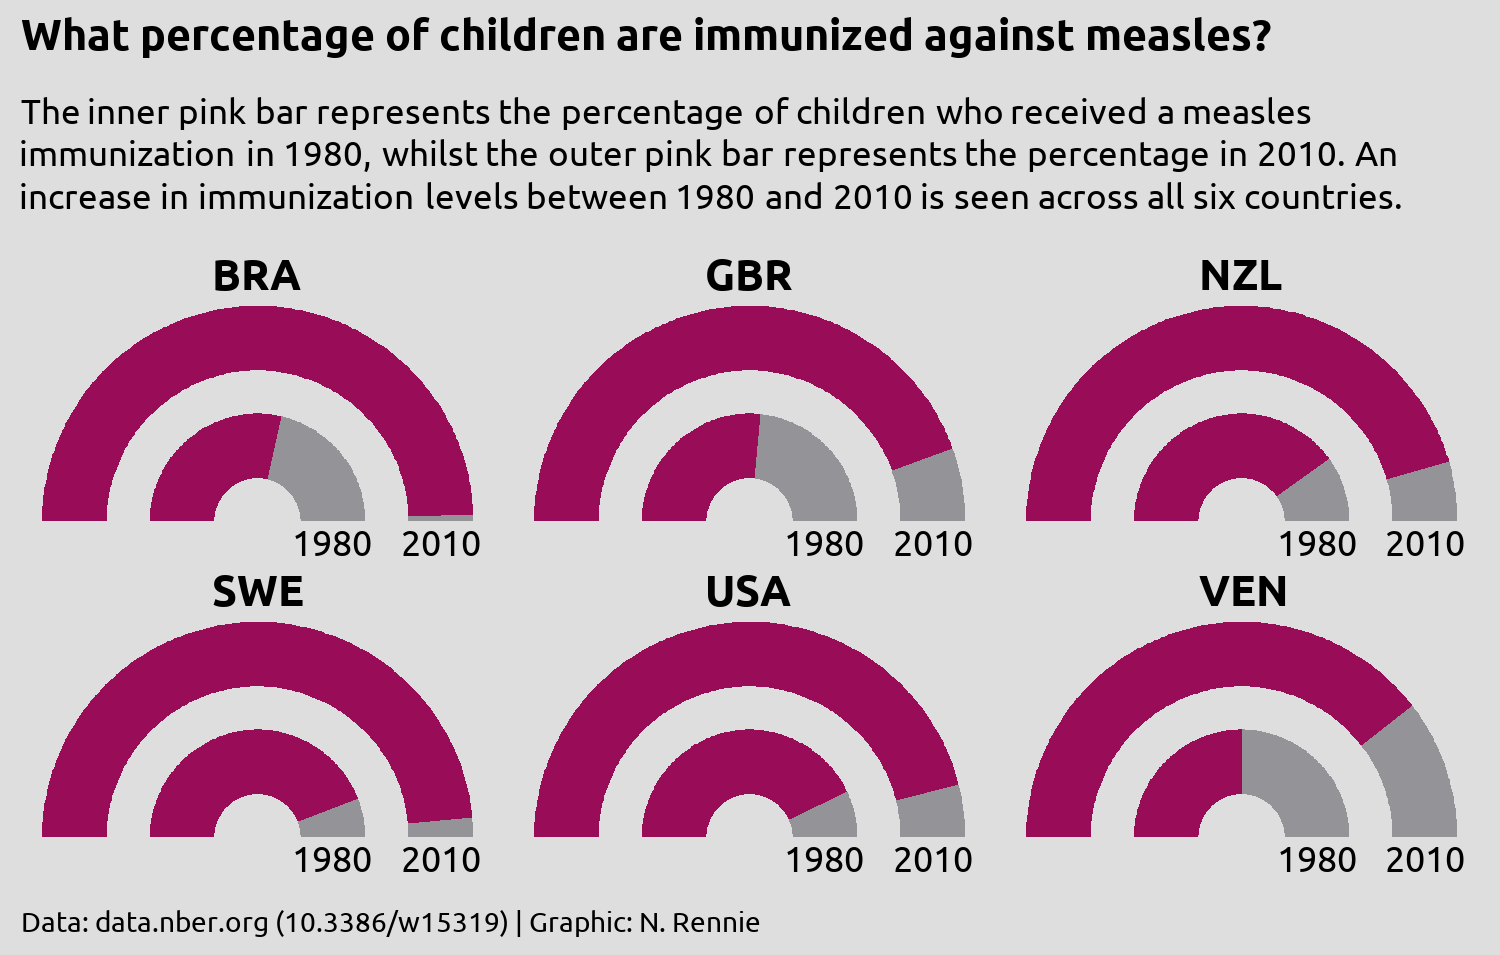 What percentage of children are immunized against measles?
The inner pink bar represents the percentage of children who received a measles
immunization in 1980, whilst the outer pink bar represents the percentage in 2010. An
increase in immunization levels between 1980 and 2010 is seen across all six countries.
BRA
GBR
NZL
1980 2010
1980 2010
1980 2010
SWE
USA
VEN
1980 2010
1980 2010
1980 2010
Data: data.nber.org (10.3386/w15319) | Graphic: N. Rennie